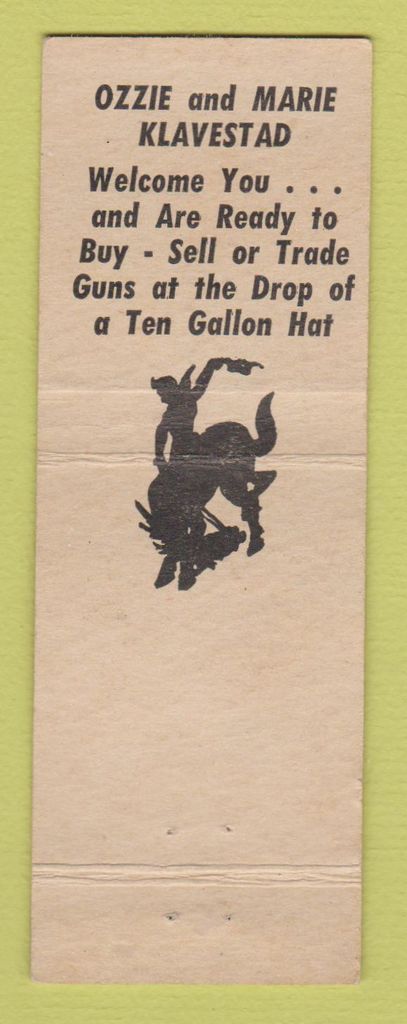 OZZIE and MARIE
KLAVESTAD
Welcome You . . .
and Are Ready to
Buy - Sell or Trade
Guns at the Drop of
a Ten Gallon Hat